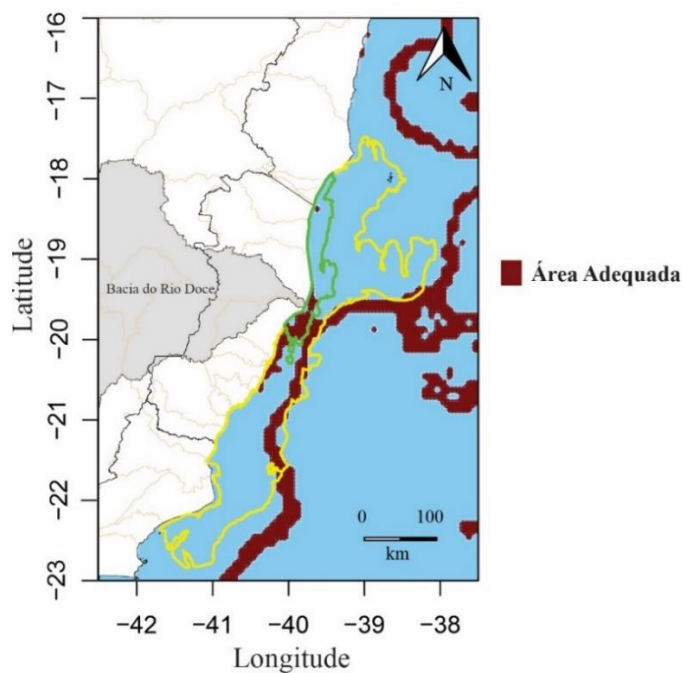 −16
−17
−18
−19
−20
−21
−22
−23
Latitude
N
Bacia do Rio Doce
Área Adequada
0 100
km
−42 −41 −40 −39 −38
Longitude